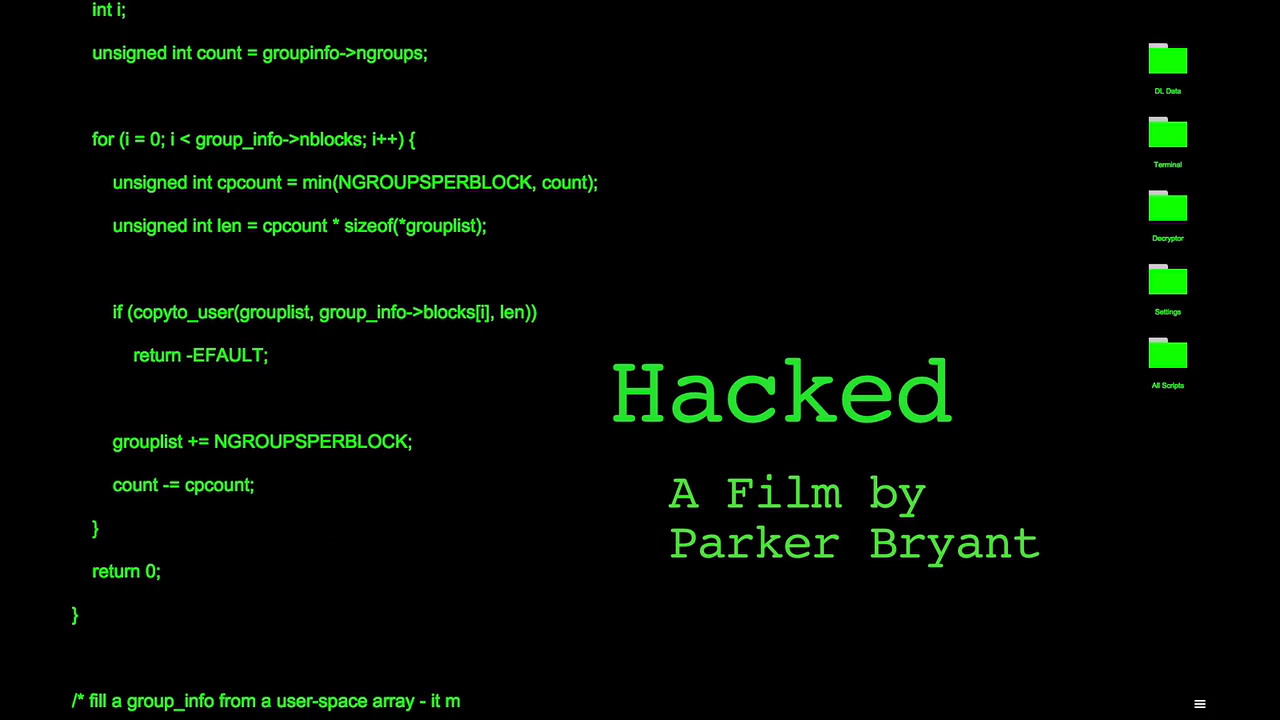 int i;
unsigned int count = groupinfo->ngroups;
for (i = 0; i < group_info->nblocks; i++) {
unsigned int cpcount = min(NGROUPSPERBLOCK, count);
unsigned int len = cpcount * sizeof(*grouplist);
if (copyto_user(grouplist, group_info->blocks[i], len))
return -EFAULT;
grouplist += NGROUPSPERBLOCK;
count -= cpcount;
}
return 0;
}
/* fill a group_info from a user-space array - it m
Hacked
A Film by
Parker Bryant
DL Data
Terminal
Decryptor
Settings
All Scripts